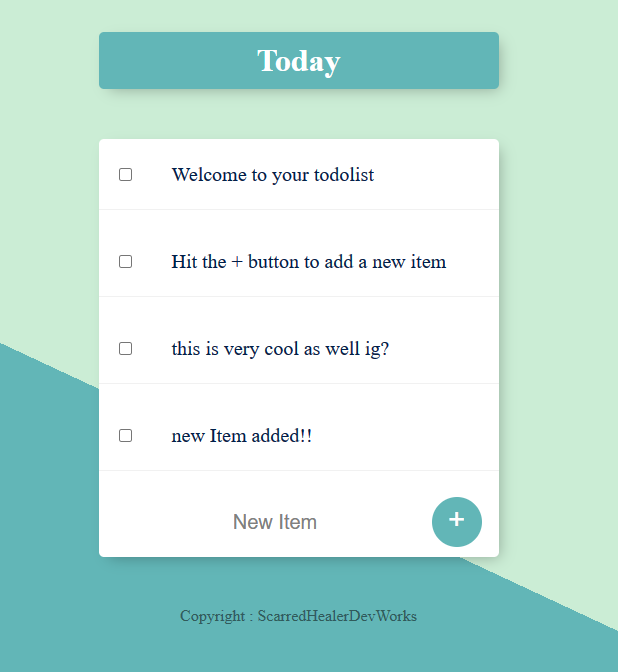 Today
Welcome to your todolist
Hit the + button to add a new item
this is very cool as well ig?
new Item added!!
New Item
+
Copyright : ScarredHealerDevWorks